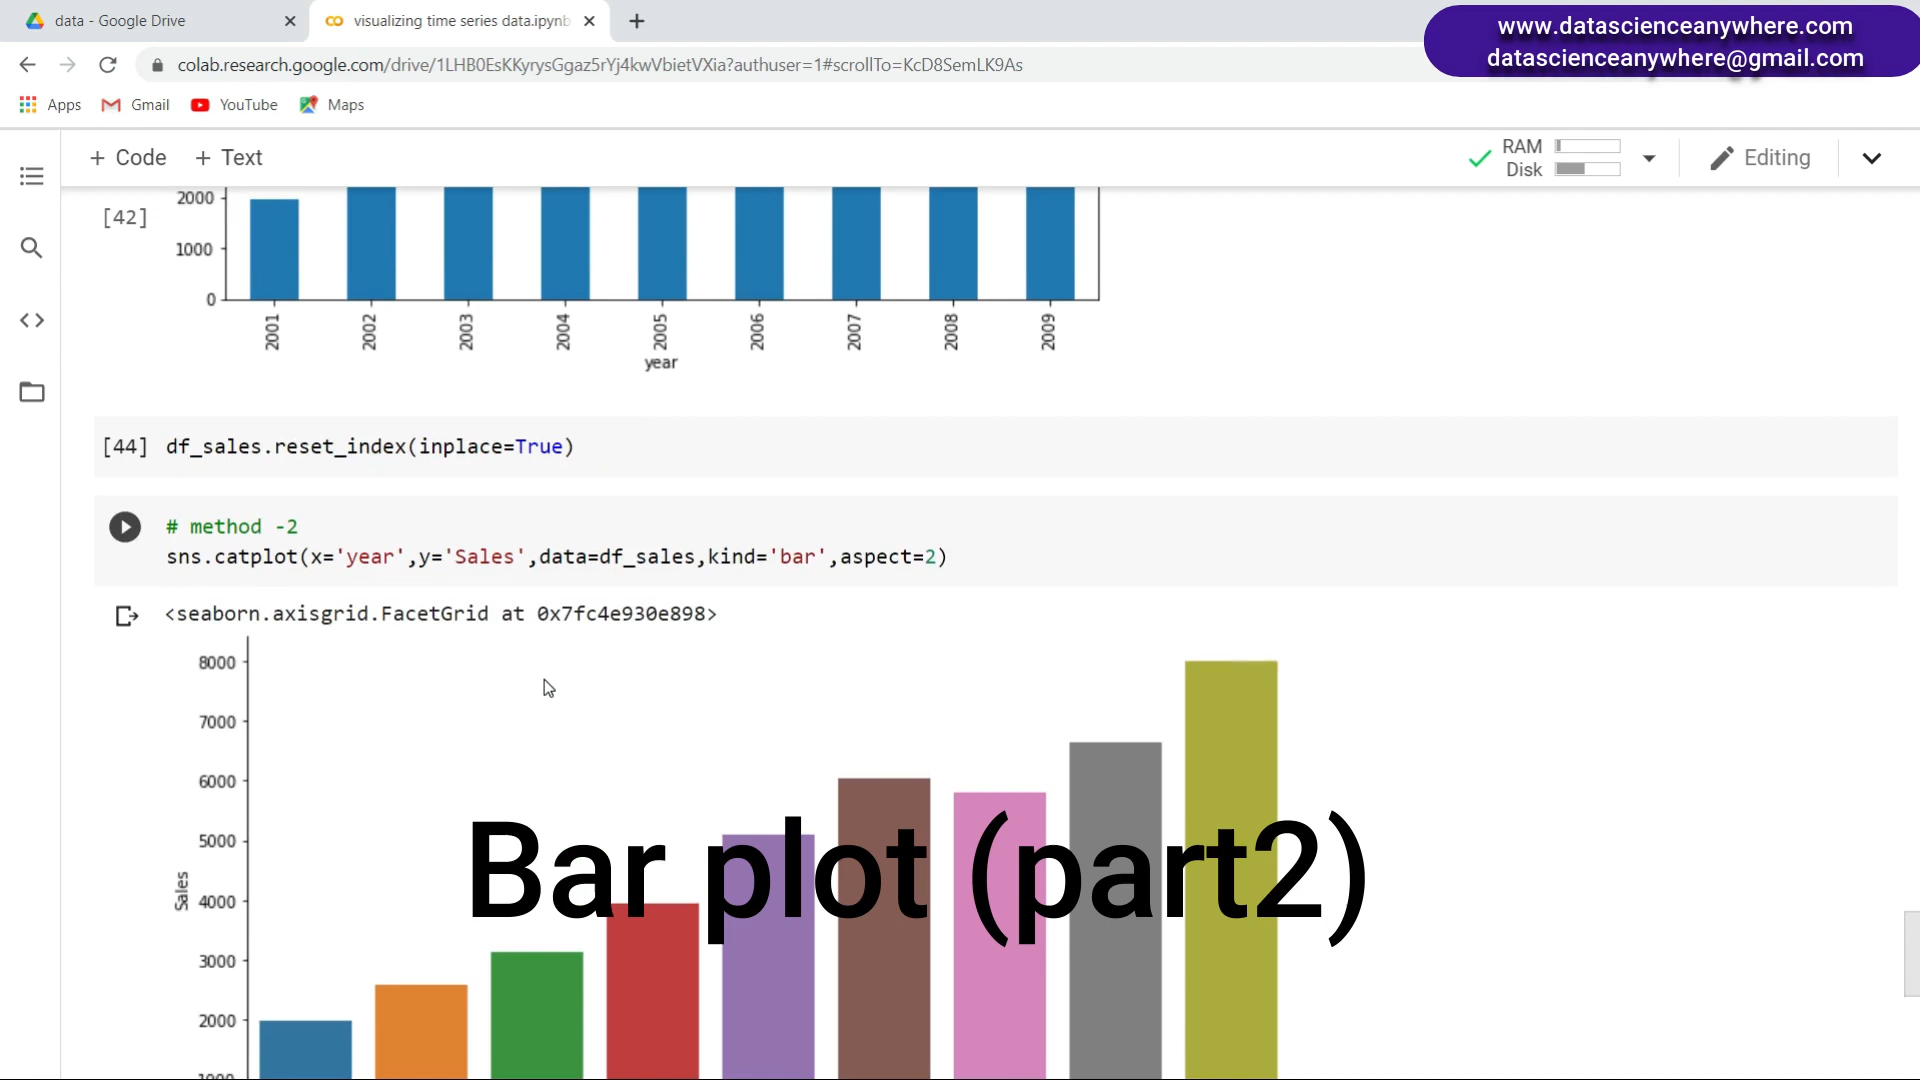 data - Google Drive
visualizing time series data.ipynb
www.datascienceanywhere.com
datascienceanywhere@gmail.com
colab.research.google.com/drive/1LHB0EsKKyrysGgaz5rYj4kwVbietVXia?authuser=1#scrollTo=KcD8SemLK9As
Apps Gmail YouTube Maps
+ Code + Text
RAM
Disk
Editing
[42]
2000
1000
0
2001 2002 2003 2004 2005 2006 2007 2008 2009
year
[44] df_sales.reset_index(inplace=True)
# method -2
sns.catplot(x='year',y='Sales',data=df_sales,kind='bar',aspect=2)
<seaborn.axisgrid.FacetGrid at 0x7fc4e930e898>
8000
7000
6000
5000
4000
3000
2000
1000
Sales
Bar plot (part2)